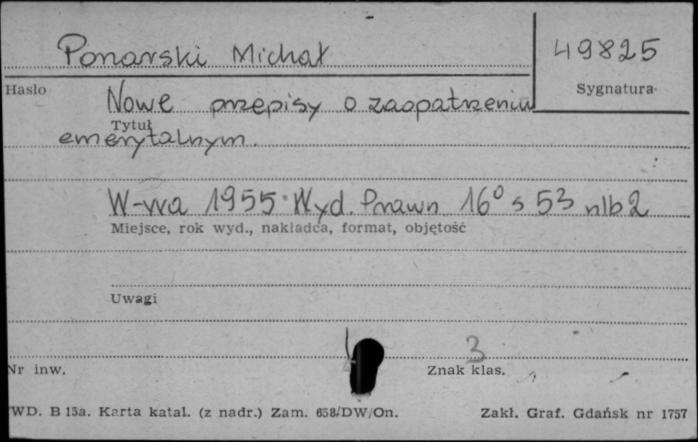 Ponarski Michał
49825
Hasło
Sygnatura
Nowe przepisy o zaopatrzeniu
Tytuł
emerytalnym.
W-wa 1955 Wyd. Prawn 16° s 53 nlb 2
Miejsce, rok wyd., nakładca, format, objętość
Uwagi
3
Nr inw.
Znak klas.
WD. B 15a. Karta katal. (z nadr.) Zam. 658/DW/On.
Zakł. Graf. Gdańsk nr 1757